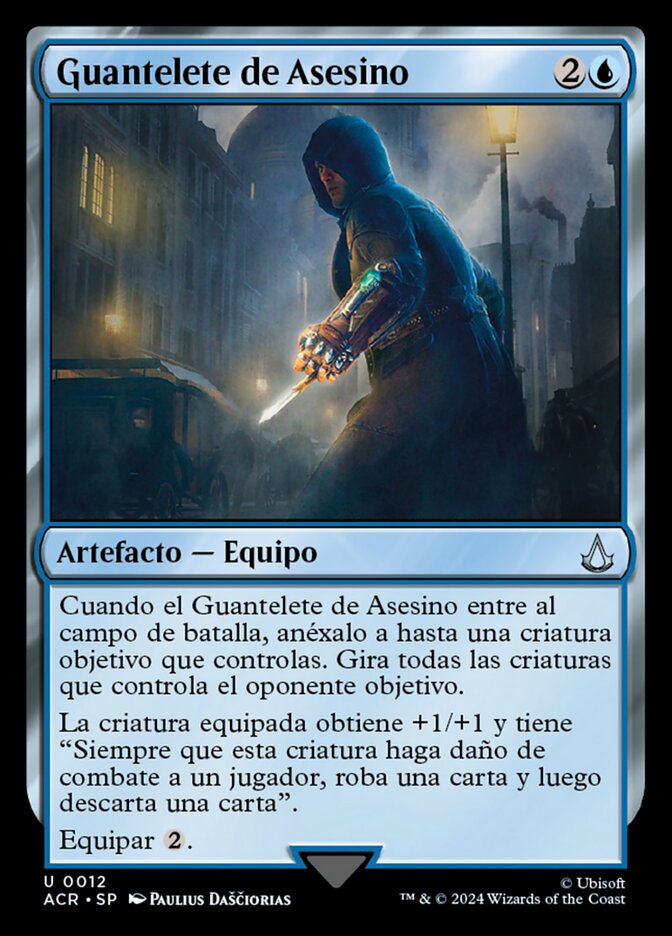 Guantelete de Asesino 2
Artefacto — Equipo
Cuando el Guantelete de Asesino entre al
campo de batalla, anéxalo a hasta una criatura
objetivo que controlas. Gira todas las criaturas
que controla el oponente objetivo.
La criatura equipada obtiene +1/+1 y tiene
“Siempre que esta criatura haga daño de
combate a un jugador, roba una carta y luego
descarta una carta”.
Equipar 2.
U 0012 © Ubisoft
ACR • SP Paulius Daščiorias ™ & © 2024 Wizards of the Coast